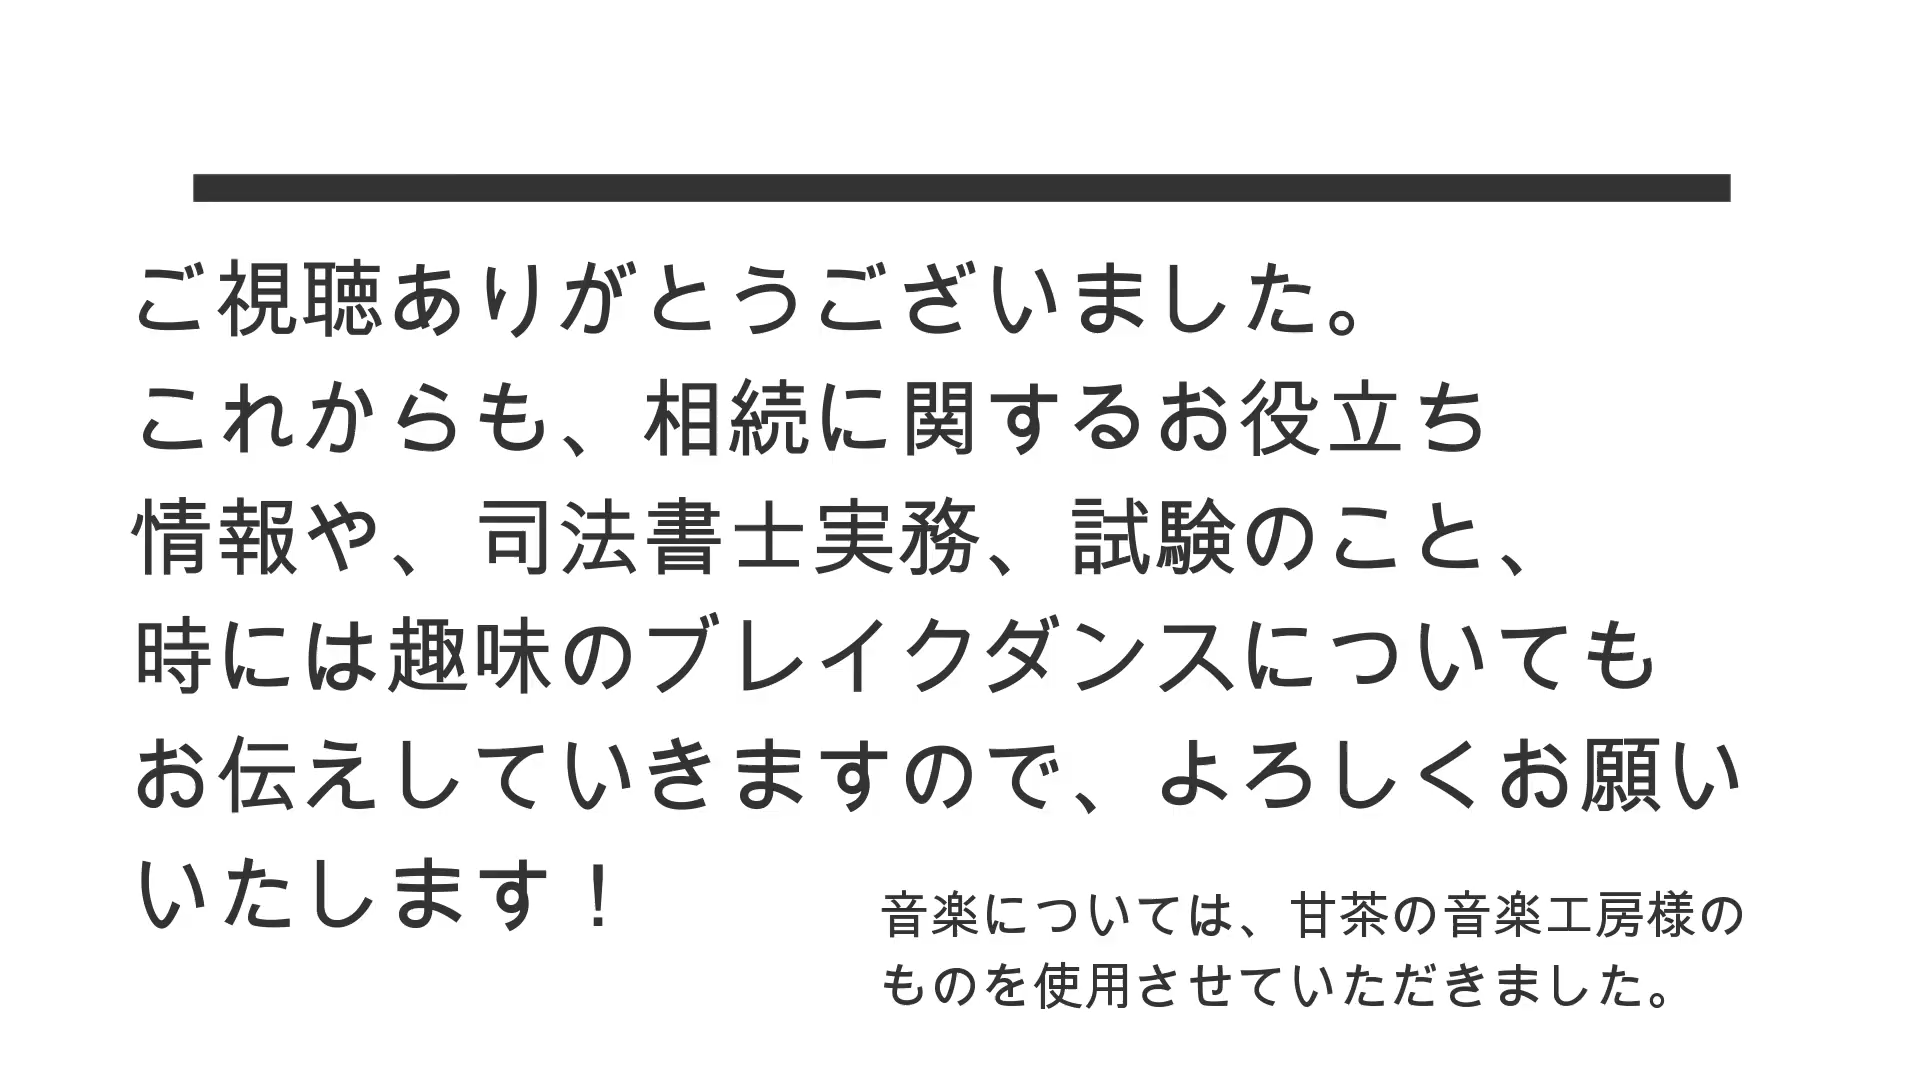 ご視聴ありがとうございました。
これからも、相続に関するお役立ち
情報や、司法書士実務、試験のこと、
時には趣味のブレイクダンスについても
お伝えしていきますので、よろしくお願い
いたします！
音楽については、甘茶の音楽工房様の
ものを使用させていただきました。